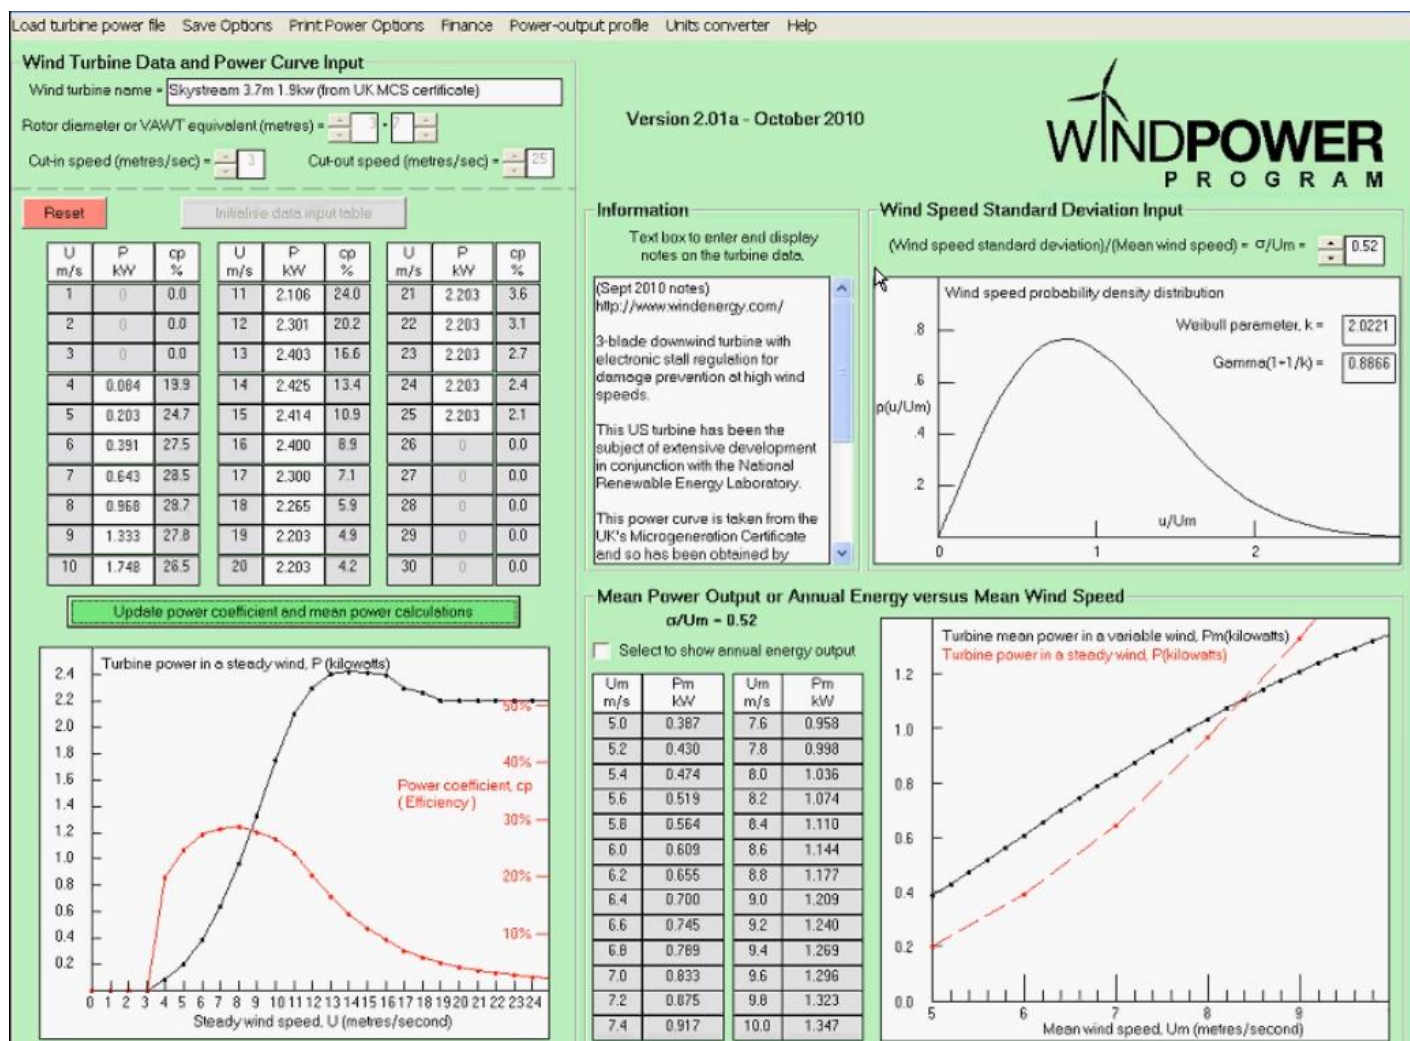 Load turbine power file Save Options Print Power Options Finance Power-output profile Units converter Help
Wind Turbine Data and Power Curve Input
Wind turbine name = Skystream 3.7m 1.9kw (from UK MCS certificate)
Rotor diameter or VAWT equivalent (metres) = 3 . 7
Cut-in speed (metres/sec) = 3 Cut-out speed (metres/sec) = 25
Version 2.01a - October 2010
WINDPOWER
PROGRAM
Reset Initialise data input table
U P cp U P cp U P cp
m/s kW % m/s kW % m/s kW %
1 0 0.0 11 2.106 24.0 21 2.203 3.6
2 0 0.0 12 2.301 20.2 22 2.203 3.1
3 0 0.0 13 2.403 16.6 23 2.203 2.7
4 0.084 19.9 14 2.425 13.4 24 2.203 2.4
5 0.203 24.7 15 2.414 10.9 25 2.203 2.1
6 0.391 27.5 16 2.400 8.9 26 0 0.0
7 0.643 28.5 17 2.300 7.1 27 0 0.0
8 0.968 28.7 18 2.265 5.9 28 0 0.0
9 1.333 27.8 19 2.203 4.9 29 0 0.0
10 1.748 26.5 20 2.203 4.2 30 0 0.0
Update power coefficient and mean power calculations
Information
Text box to enter and display
notes on the turbine data.
(Sept 2010 notes)
http://www.windenergy.com/
3-blade downwind turbine with
electronic stall regulation for
damage prevention at high wind
speeds.
This US turbine has been the
subject of extensive development
in conjunction with the National
Renewable Energy Laboratory.
This power curve is taken from the
UK's Microgeneration Certificate
and so has been obtained by
Wind Speed Standard Deviation Input
(Wind speed standard deviation)/(Mean wind speed) = σ/Um = 0.52
Wind speed probability density distribution
Weibull parameter, k = 2.0221
Gamma(1+1/k) = 0.8866
.8
.6
p(u/Um)
.4
.2
u/Um
0 1 2
Turbine power in a steady wind, P (kilowatts)
2.4
2.2
2.0
1.8
1.6
1.4
1.2
1.0
0.8
0.6
0.4
0.2
50%
40%
Power coefficient, cp
(Efficiency)
30%
20%
10%
0 1 2 3 4 5 6 7 8 9 10 11 12 13 14 15 16 17 18 19 20 21 22 23 24
Steady wind speed, U (metres/second)
Mean Power Output or Annual Energy versus Mean Wind Speed
σ/Um = 0.52
Select to show annual energy output
Um Pm Um Pm
m/s kW m/s kW
5.0 0.387 7.6 0.958
5.2 0.430 7.8 0.998
5.4 0.474 8.0 1.036
5.6 0.519 8.2 1.074
5.8 0.564 8.4 1.110
6.0 0.609 8.6 1.144
6.2 0.655 8.8 1.177
6.4 0.700 9.0 1.209
6.6 0.745 9.2 1.240
6.8 0.789 9.4 1.269
7.0 0.833 9.6 1.296
7.2 0.875 9.8 1.323
7.4 0.917 10.0 1.347
Turbine mean power in a variable wind, Pm(kilowatts)
Turbine power in a steady wind, P(kilowatts)
1.2
1.0
0.8
0.6
0.4
0.2
0.0
5 6 7 8 9
Mean wind speed, Um (metres/second)